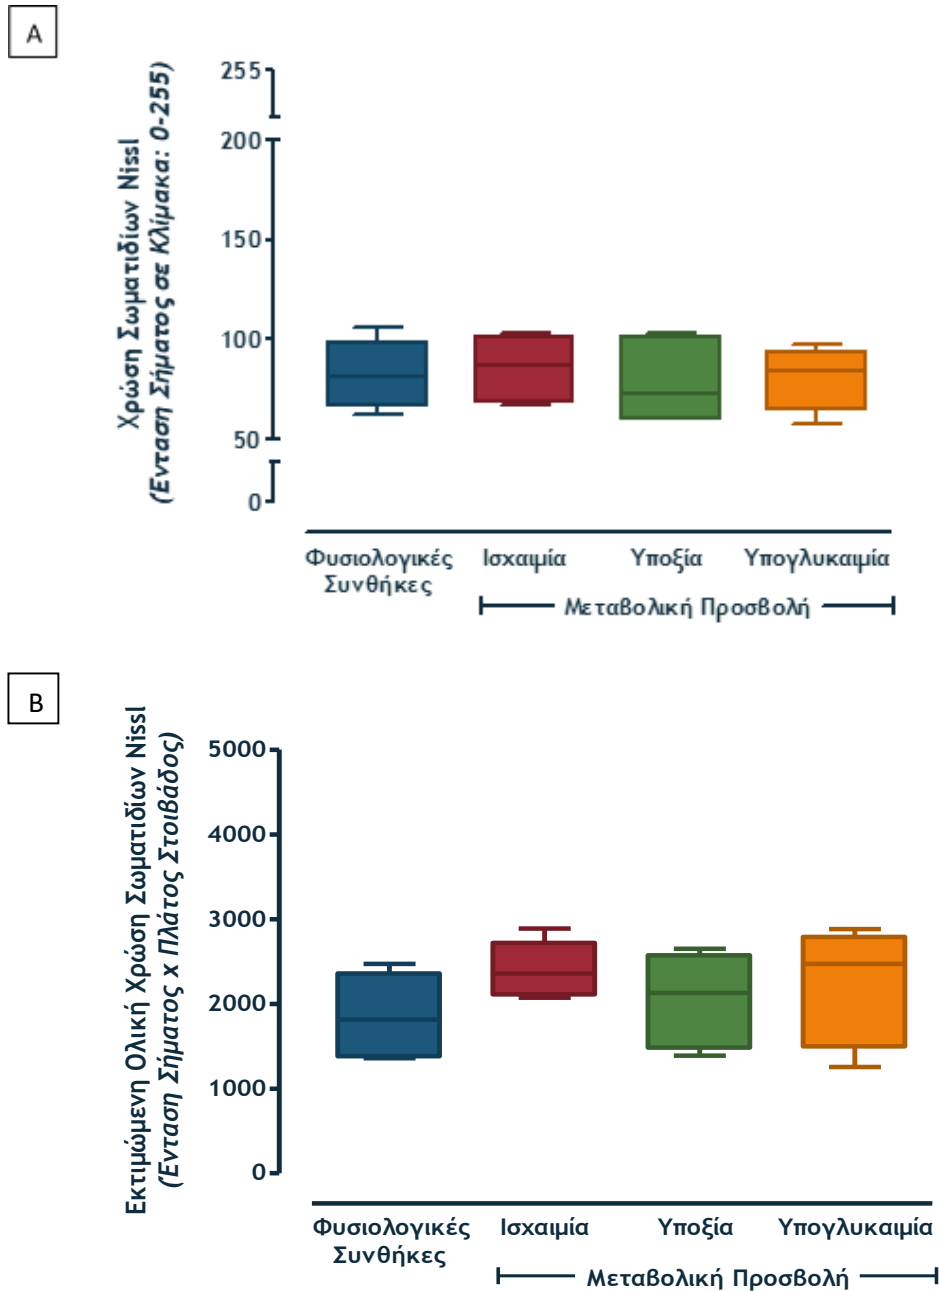 A
Χρώση Σωματιδίων Nissl
(Ένταση Σήματος σε Κλίμακα: 0-255)
255
200
150
100
50
0
Φυσιολογικές Συνθήκες
Ισχαιμία
Υποξία
Υπογλυκαιμία
Μεταβολική Προσβολή
B
Εκτιμώμενη Ολική Χρώση Σωματιδίων Nissl
(Ένταση Σήματος x Πλάτος Στοιβάδος)
5000
4000
3000
2000
1000
0
Φυσιολογικές Συνθήκες
Ισχαιμία
Υποξία
Υπογλυκαιμία
Μεταβολική Προσβολή